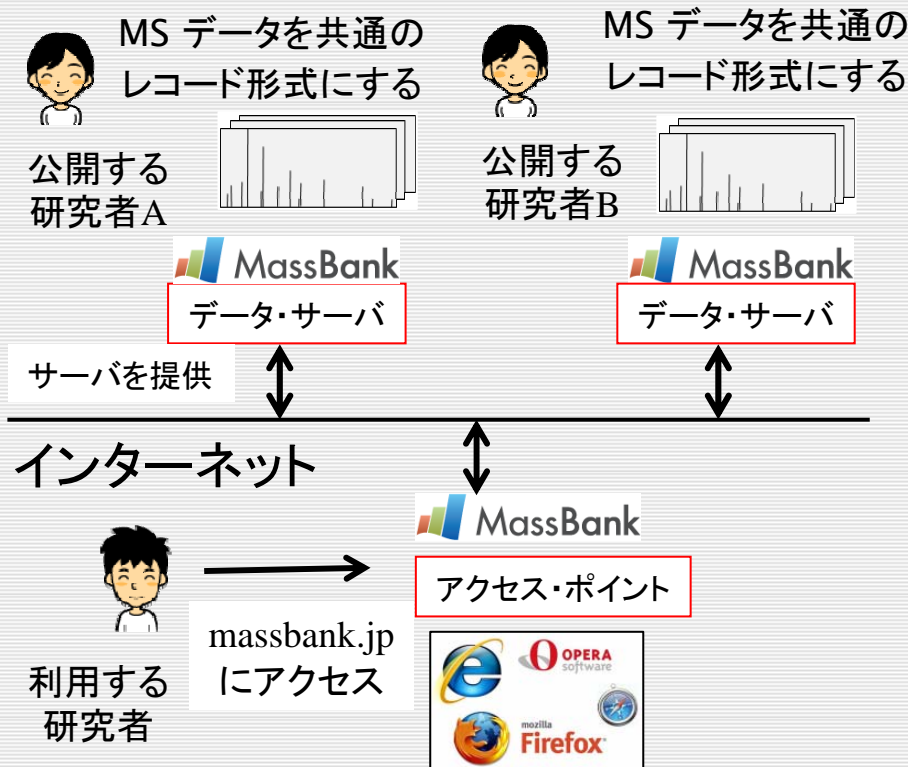 MS データを共通の
レコード形式にする
公開する
研究者A
MassBank
データ・サーバ
サーバを提供
MS データを共通の
レコード形式にする
公開する
研究者B
MassBank
データ・サーバ
インターネット
MassBank
アクセス・ポイント
massbank.jp
にアクセス
利用する
研究者
OPERA
software
mozilla
Firefox